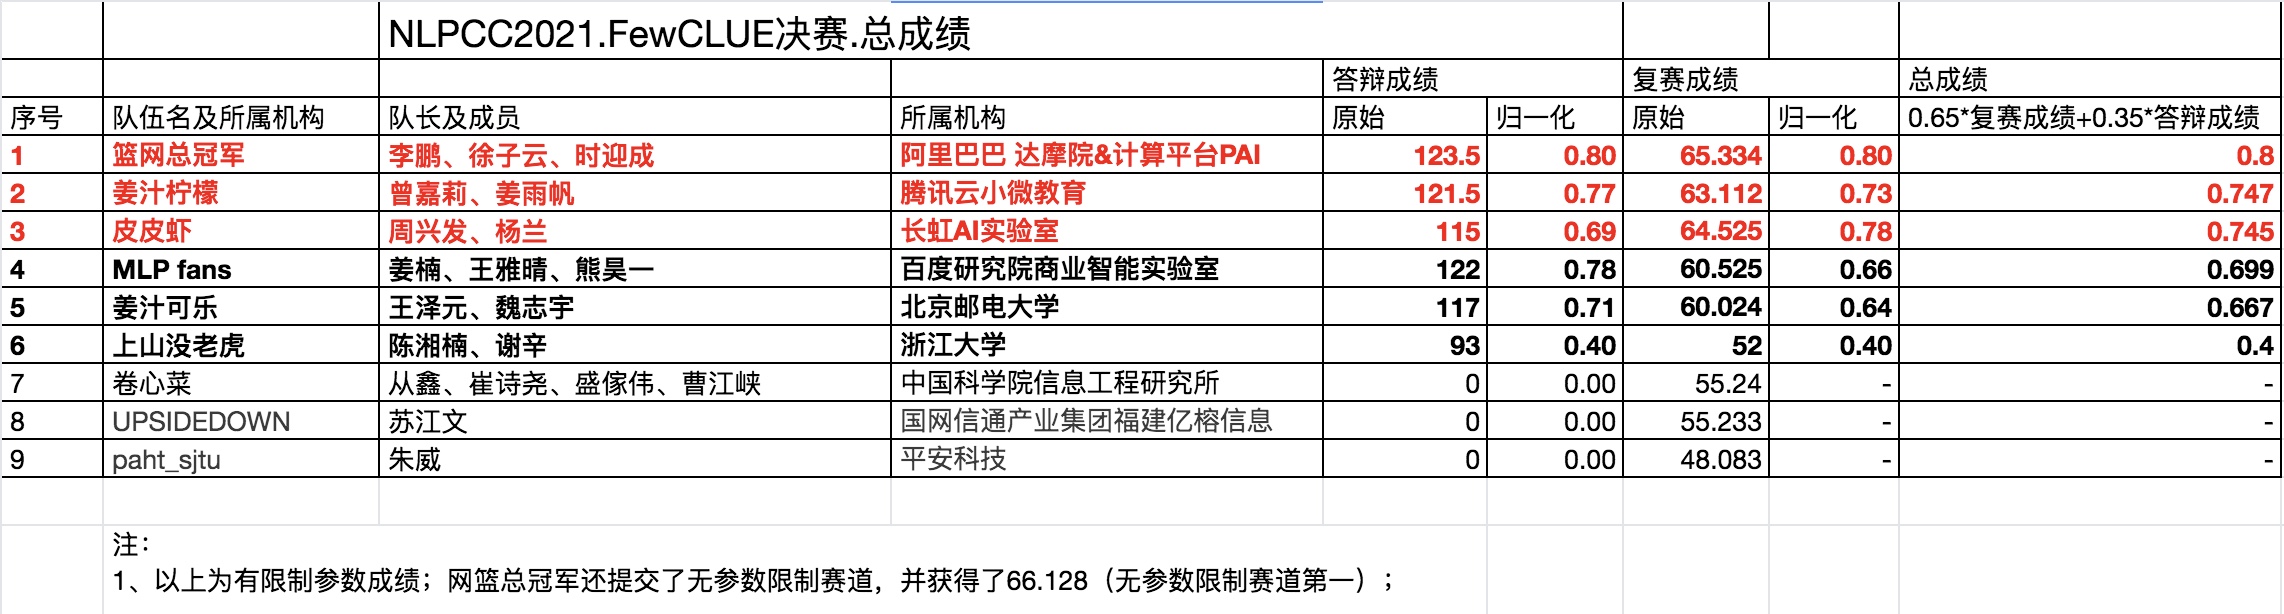 NLPCC2021.FewCLUE决赛.总成绩
答辩成绩 复赛成绩 总成绩
序号 队伍名及所属机构 队长及成员 所属机构 原始 归一化 原始 归一化 0.65*复赛成绩+0.35*答辩成绩
1 篮网总冠军 李鹏、徐子云、时迎成 阿里巴巴 达摩院&计算平台PAI 123.5 0.80 65.334 0.80 0.8
2 姜汁柠檬 曾嘉莉、姜雨帆 腾讯云小微教育 121.5 0.77 63.112 0.73 0.747
3 皮皮虾 周兴发、杨兰 长虹AI实验室 115 0.69 64.525 0.78 0.745
4 MLP fans 姜楠、王雅晴、熊昊一 百度研究院商业智能实验室 122 0.78 60.525 0.66 0.699
5 姜汁可乐 王泽元、魏志宇 北京邮电大学 117 0.71 60.024 0.64 0.667
6 上山没老虎 陈湘楠、谢辛 浙江大学 93 0.40 52 0.40 0.4
7 卷心菜 从鑫、崔诗尧、盛傢伟、曹江峡 中国科学院信息工程研究所 0 0.00 55.24 - -
8 UPSIDEDOWN 苏江文 国网信通产业集团福建亿榕信息 0 0.00 55.233 - -
9 paht_sjtu 朱威 平安科技 0 0.00 48.083 - -
注：
1、以上为有限制参数成绩；网篮总冠军还提交了无参数限制赛道，并获得了66.128（无参数限制赛道第一）；